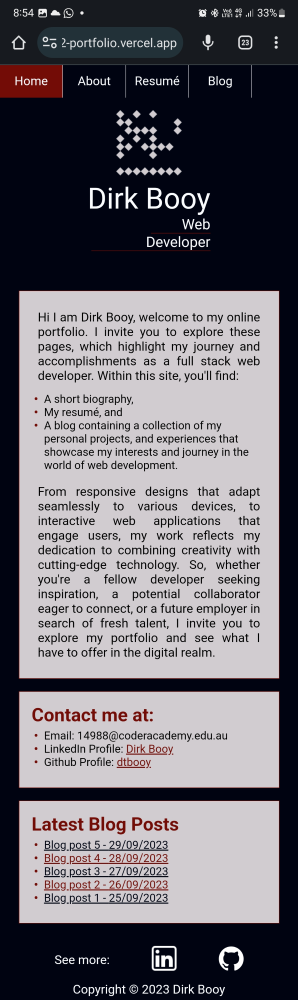 8:54 33%
2-portfolio.vercel.app 23
Home About Resumé Blog
Dirk Booy
Web
Developer
Hi I am Dirk Booy, welcome to my online
portfolio. I invite you to explore these
pages, which highlight my journey and
accomplishments as a full stack web
developer. Within this site, you'll find:
• A short biography,
• My resumé, and
• A blog containing a collection of my
personal projects, and experiences that
showcase my interests and journey in the
world of web development.
From responsive designs that adapt
seamlessly to various devices, to
interactive web applications that
engage users, my work reflects my
dedication to combining creativity with
cutting-edge technology. So, whether
you're a fellow developer seeking
inspiration, a potential collaborator
eager to connect, or a future employer in
search of fresh talent, I invite you to
explore my portfolio and see what I
have to offer in the digital realm.
Contact me at:
• Email: 14988@coderacademy.edu.au
• LinkedIn Profile: Dirk Booy
• Github Profile: dtbooy
Latest Blog Posts
• Blog post 5 - 29/09/2023
• Blog post 4 - 28/09/2023
• Blog post 3 - 27/09/2023
• Blog post 2 - 26/09/2023
• Blog post 1 - 25/09/2023
See more: in
Copyright © 2023 Dirk Booy